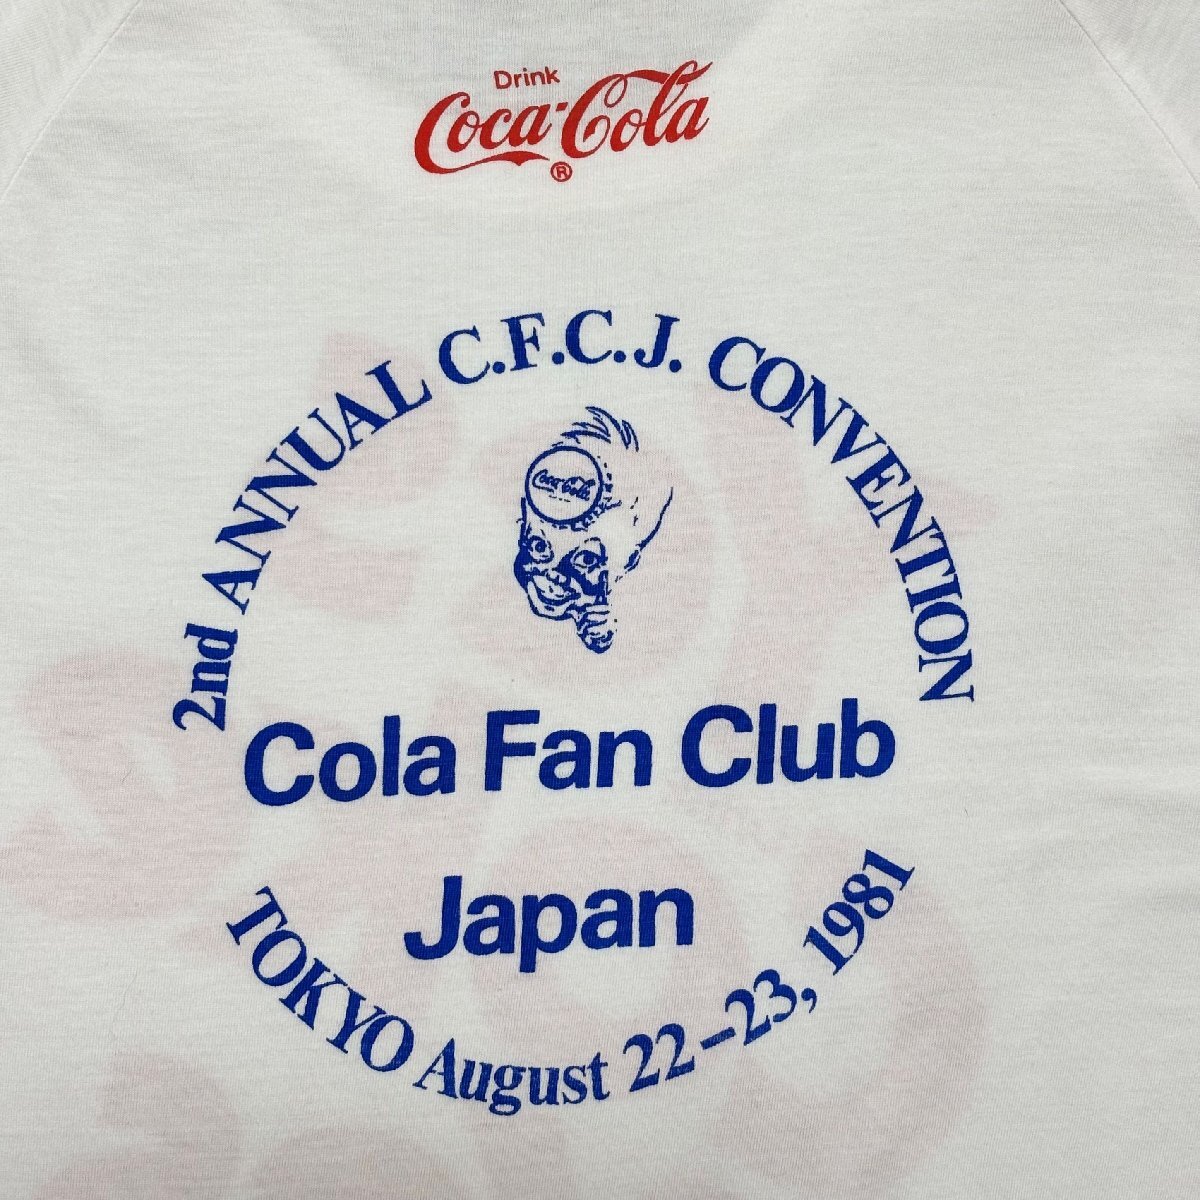 Drink
Coca-Cola
®
2nd ANNUAL C.F.C.J. CONVENTION
Coca-Cola
Cola Fan Club
Japan
TOKYO August 22–23, 1981